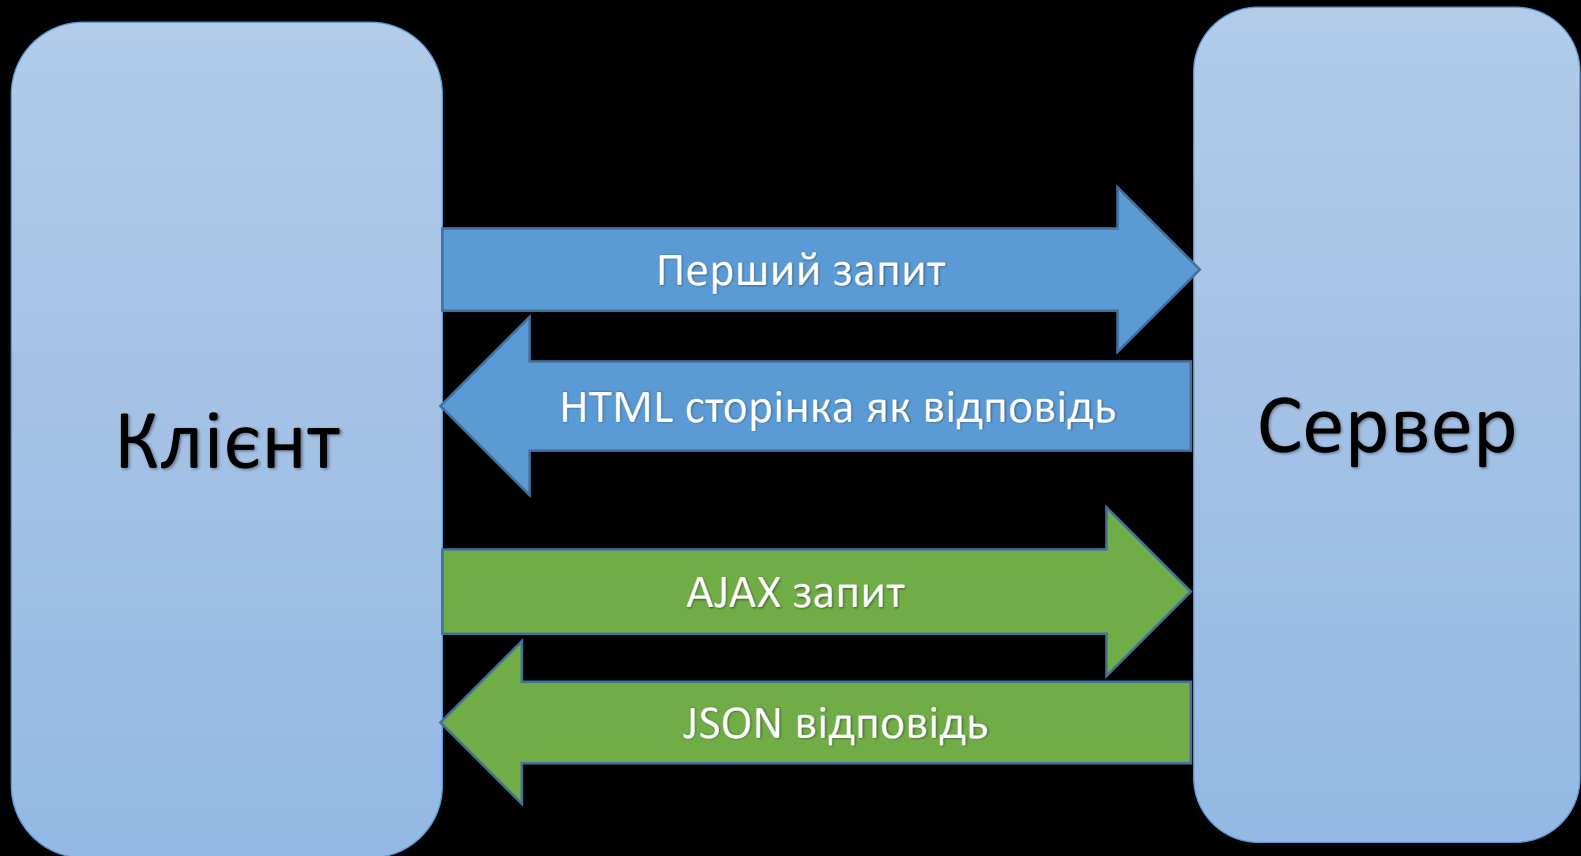 Клієнт
Перший запит
HTML сторінка як відповідь
AJAX запит
JSON відповідь
Сервер